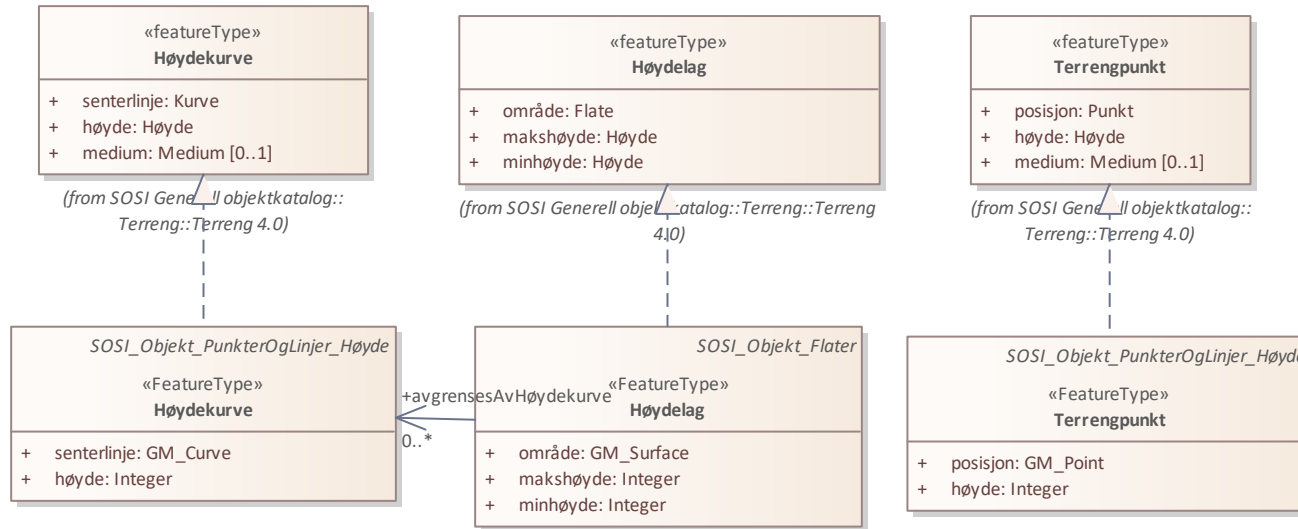 «featureType»
Høydekurve
+ senterlinje: Kurve
+ høyde: Høyde
+ medium: Medium [0..1]
(from SOSI Generell objektkatalog::
Terreng::Terreng 4.0)
«featureType»
Høydelag
+ område: Flate
+ makshøyde: Høyde
+ minhøyde: Høyde
(from SOSI Generell objektkatalog::Terreng::Terreng
4.0)
«featureType»
Terrengpunkt
+ posisjon: Punkt
+ høyde: Høyde
+ medium: Medium [0..1]
(from SOSI Generell objektkatalog::
Terreng::Terreng 4.0)
SOSI_Objekt_PunkterOgLinjer_Høyde
«FeatureType»
Høydekurve
+ senterlinje: GM_Curve
+ høyde: Integer
+avgrensesAvHøydekurve
0..*
SOSI_Objekt_Flater
«FeatureType»
Høydelag
+ område: GM_Surface
+ makshøyde: Integer
+ minhøyde: Integer
SOSI_Objekt_PunkterOgLinjer_Høyde
«FeatureType»
Terrengpunkt
+ posisjon: GM_Point
+ høyde: Integer